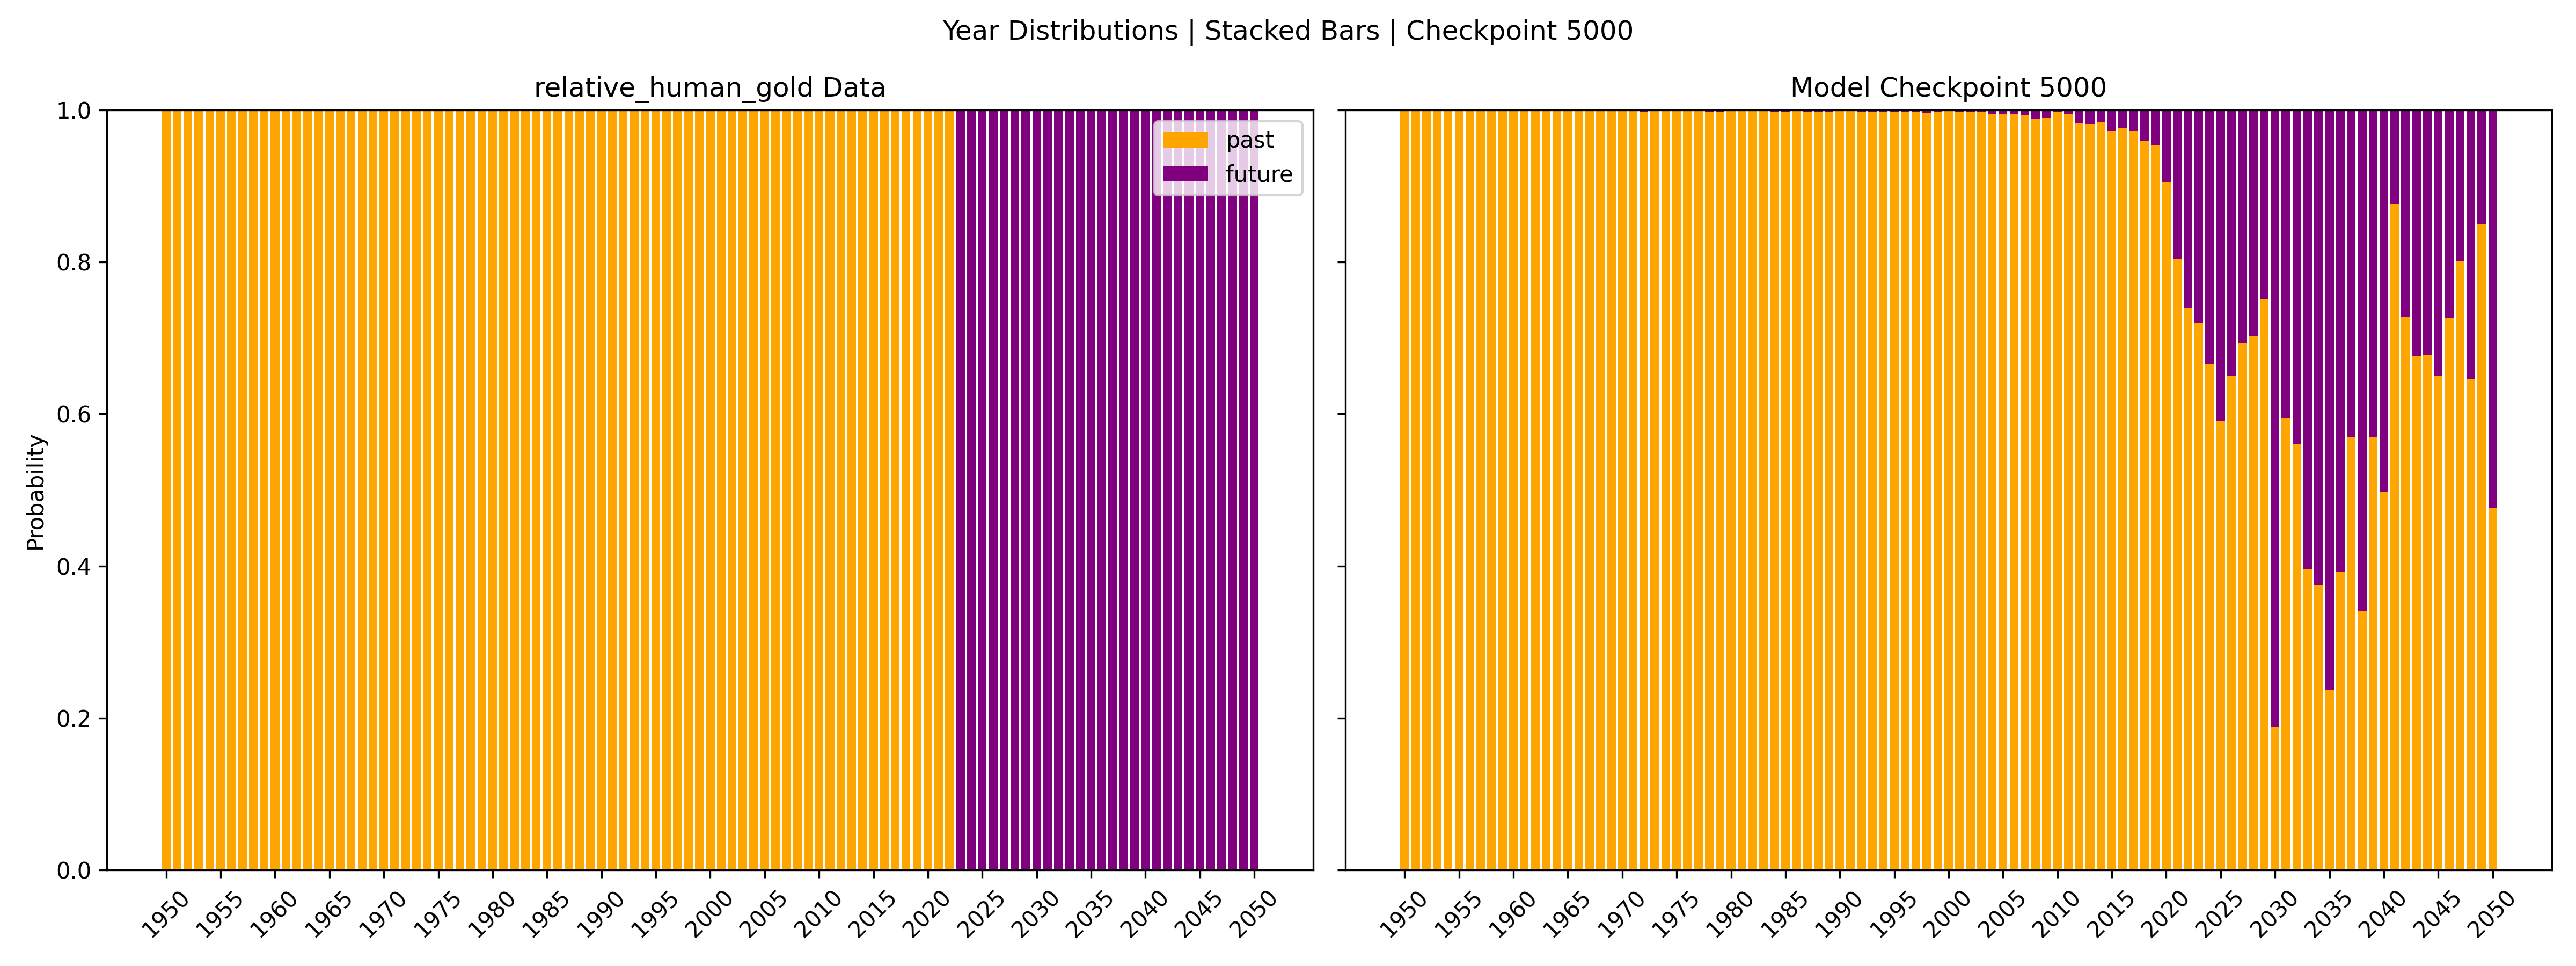 Year Distributions | Stacked Bars | Checkpoint 5000
relative_human_gold Data
past
future
Probability
1.0
0.8
0.6
0.4
0.2
0.0
1950 1955 1960 1965 1970 1975 1980 1985 1990 1995 2000 2005 2010 2015 2020 2025 2030 2035 2040 2045 2050
Model Checkpoint 5000
1950 1955 1960 1965 1970 1975 1980 1985 1990 1995 2000 2005 2010 2015 2020 2025 2030 2035 2040 2045 2050